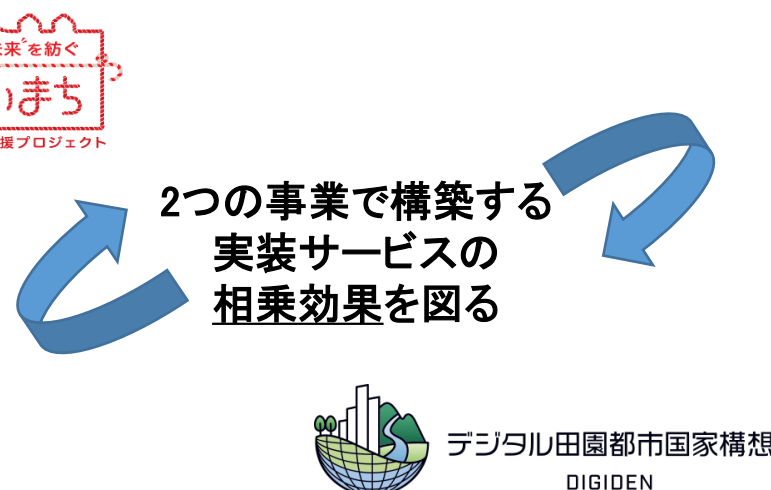 来を紡ぐ
まち
援プロジェクト
2つの事業で構築する
実装サービスの
相乗効果を図る
デジタル田園都市国家構想
DIGIDEN